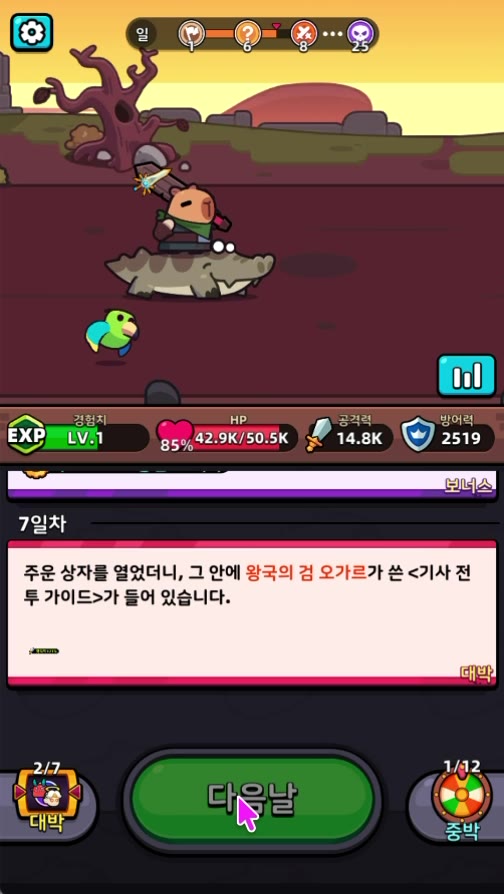 일
1
6
8
25
경험치
EXP
LV.1
HP
85%
42.9K/50.5K
공격력
14.8K
방어력
2519
보너스
7일차
주운 상자를 열었더니, 그 안에 왕국의 검 오가르가 쓴 <기사 전
투 가이드>가 들어 있습니다.
대박
2/7
대박
다음날
1/12
중박